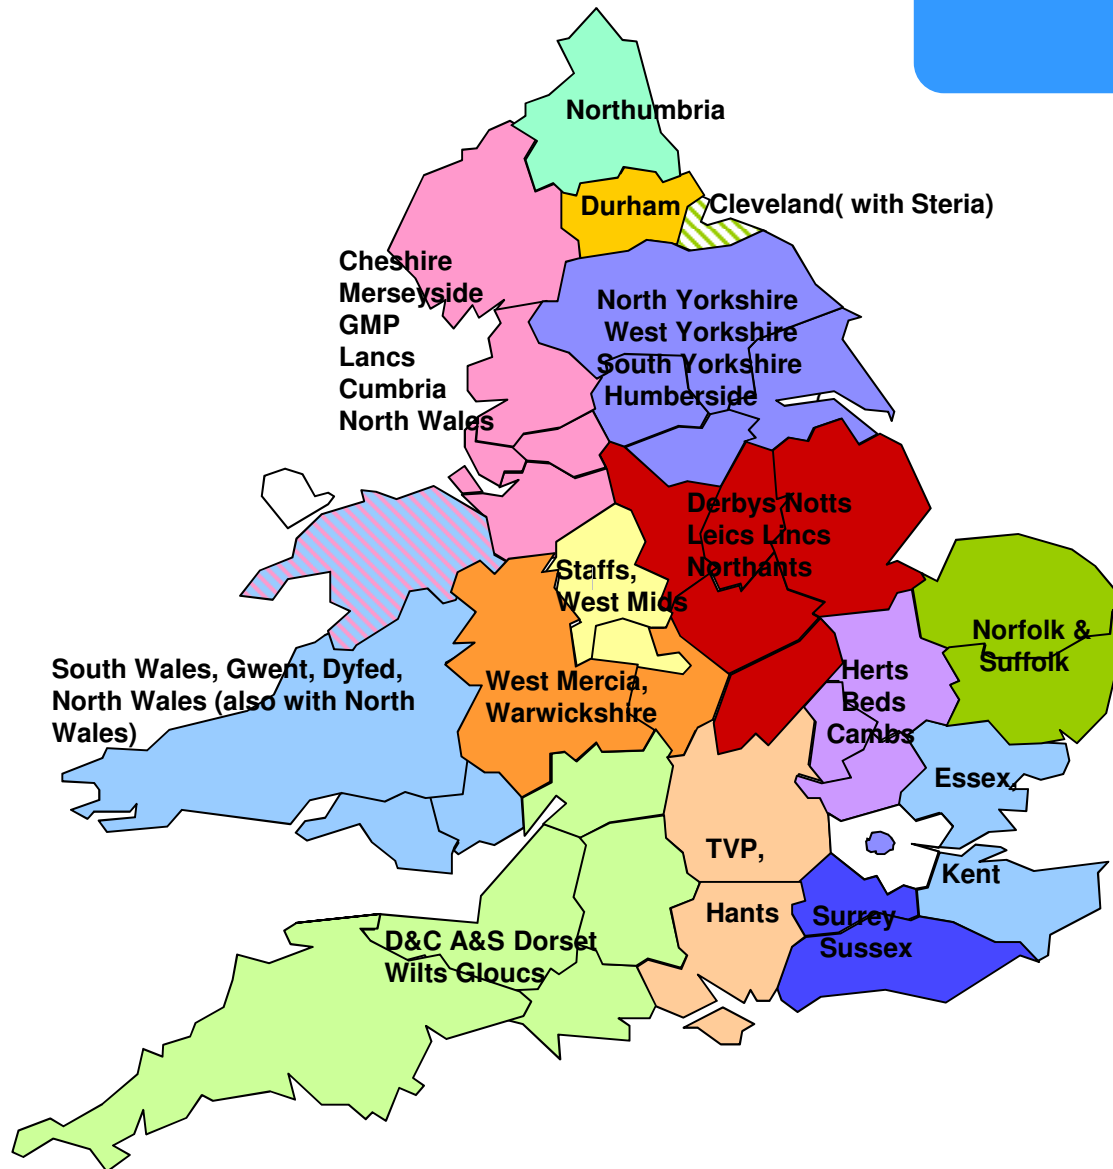 Northumbria
Durham
Cleveland( with Steria)
Cheshire
Merseyside
GMP
Lancs
Cumbria
North Wales
North Yorkshire
West Yorkshire
South Yorkshire
Humberside
Derbys Notts
Leics Lincs
Northants
Staffs,
West Mids
Norfolk &
Suffolk
South Wales, Gwent, Dyfed,
North Wales (also with North
Wales)
West Mercia,
Warwickshire
Herts
Beds
Cambs
Essex,
TVP,
Kent
Hants
Surrey
Sussex
D&C A&S Dorset
Wilts Gloucs